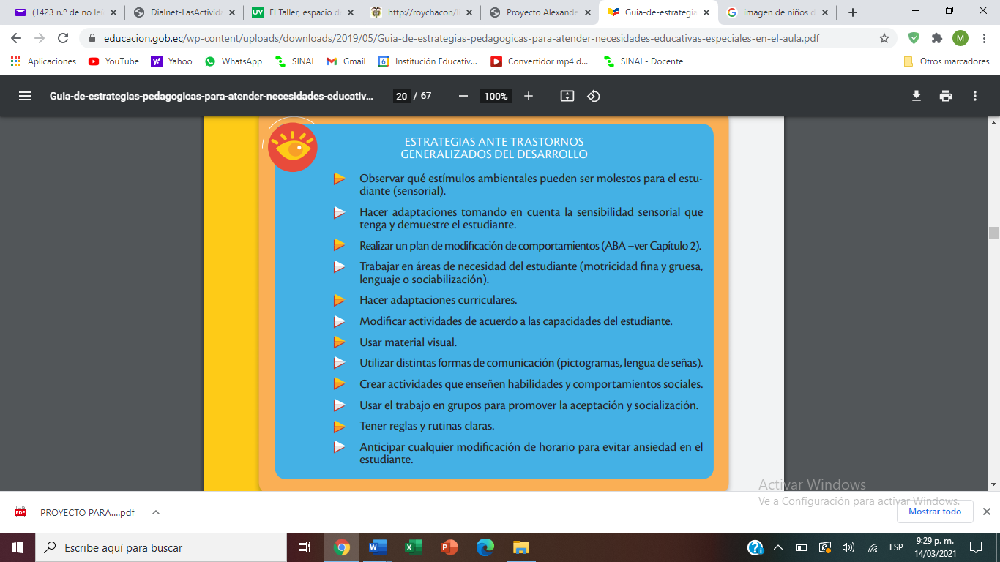 (1423 n.º de no le
Dialnet-LasActivida
El Taller, espacio d
http://roychacon/l
Proyecto Alexande
Guia-de-estrategia
imagen de niños d
educacion.gob.ec/wp-content/uploads/downloads/2019/05/Guia-de-estrategias-pedagogicas-para-atender-necesidades-educativas-especiales-en-el-aula.pdf
M
Aplicaciones
YouTube
Yahoo
WhatsApp
SINAI
Gmail
Institución Educativ...
Convertidor mp4 d...
SINAI - Docente
Otros marcadores
Guia-de-estrategias-pedagogicas-para-atender-necesidades-educativ...
20 / 67
100%
ESTRATEGIAS ANTE TRASTORNOS
GENERALIZADOS DEL DESARROLLO
Observar qué estímulos ambientales pueden ser molestos para el estu-
diante (sensorial).
Hacer adaptaciones tomando en cuenta la sensibilidad sensorial que
tenga y demuestre el estudiante.
Realizar un plan de modificación de comportamientos (ABA –ver Capítulo 2).
Trabajar en áreas de necesidad del estudiante (motricidad fina y gruesa,
lenguaje o sociabilización).
Hacer adaptaciones curriculares.
Modificar actividades de acuerdo a las capacidades del estudiante.
Usar material visual.
Utilizar distintas formas de comunicación (pictogramas, lengua de señas).
Crear actividades que enseñen habilidades y comportamientos sociales.
Usar el trabajo en grupos para promover la aceptación y socialización.
Tener reglas y rutinas claras.
Anticipar cualquier modificación de horario para evitar ansiedad en el
estudiante.
Activar Windows
Ve a Configuración para activar Windows.
PROYECTO PARA....pdf
Mostrar todo
Escribe aquí para buscar
ESP
9:29 p. m.
14/03/2021